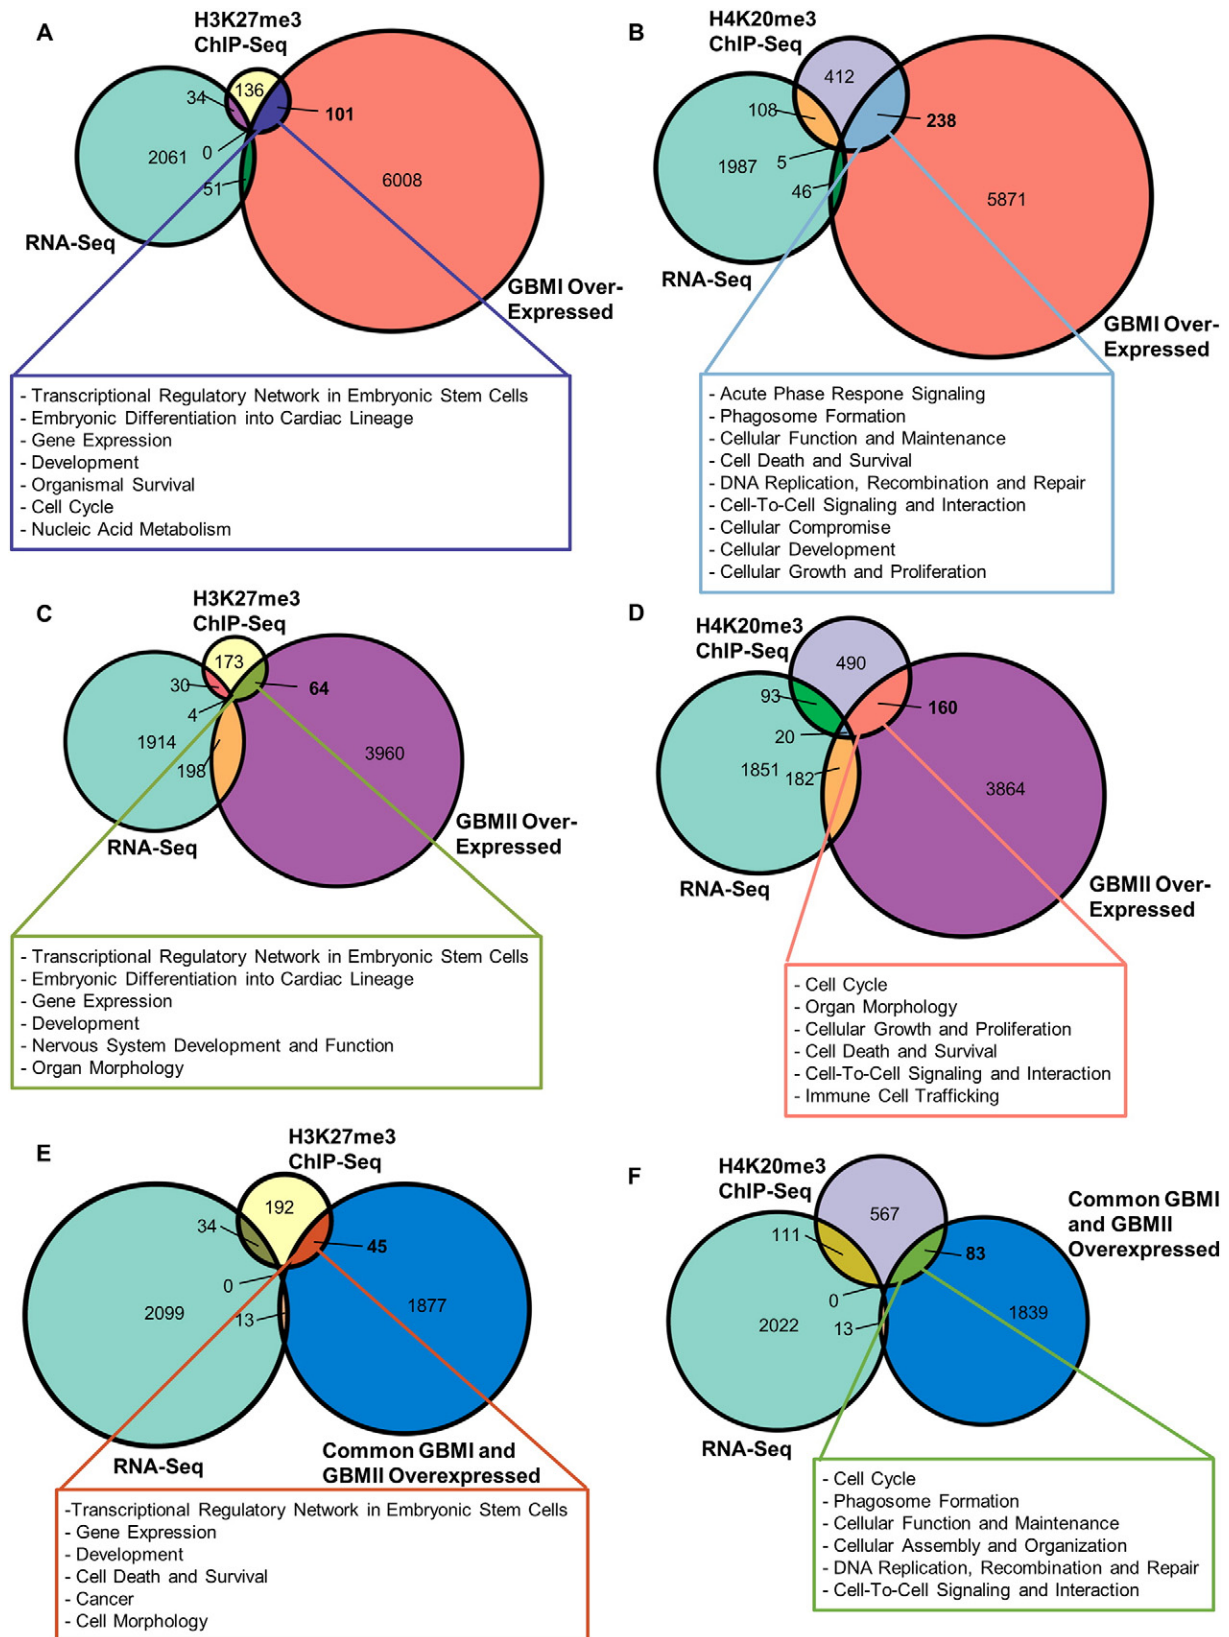 A
H3K27me3
ChIP-Seq
136
34
101
2061
0
51
6008
RNA-Seq
GBMI Over-
Expressed
- Transcriptional Regulatory Network in Embryonic Stem Cells
- Embryonic Differentiation into Cardiac Lineage
- Gene Expression
- Development
- Organismal Survival
- Cell Cycle
- Nucleic Acid Metabolism
B
H4K20me3
ChIP-Seq
412
108
238
1987
5
46
5871
RNA-Seq
GBMI Over-
Expressed
- Acute Phase Respone Signaling
- Phagosome Formation
- Cellular Function and Maintenance
- Cell Death and Survival
- DNA Replication, Recombination and Repair
- Cell-To-Cell Signaling and Interaction
- Cellular Compromise
- Cellular Development
- Cellular Growth and Proliferation
C
H3K27me3
ChIP-Seq
173
30
64
4
1914
198
3960
RNA-Seq
GBMII Over-
Expressed
- Transcriptional Regulatory Network in Embryonic Stem Cells
- Embryonic Differentiation into Cardiac Lineage
- Gene Expression
- Development
- Nervous System Development and Function
- Organ Morphology
D
H4K20me3
ChIP-Seq
490
93
160
20
1851
182
3864
RNA-Seq
GBMII Over-
Expressed
- Cell Cycle
- Organ Morphology
- Cellular Growth and Proliferation
- Cell Death and Survival
- Cell-To-Cell Signaling and Interaction
- Immune Cell Trafficking
E
H3K27me3
ChIP-Seq
192
34
45
0
2099
13
1877
RNA-Seq
Common GBMI and
GBMII Overexpressed
-Transcriptional Regulatory Network in Embryonic Stem Cells
- Gene Expression
- Development
- Cell Death and Survival
- Cancer
- Cell Morphology
F
H4K20me3
ChIP-Seq
567
Common GBMI
and GBMII
Overexpressed
111
83
0
2022
13
1839
RNA-Seq
- Cell Cycle
- Phagosome Formation
- Cellular Function and Maintenance
- Cellular Assembly and Organization
- DNA Replication, Recombination and Repair
- Cell-To-Cell Signaling and Interaction